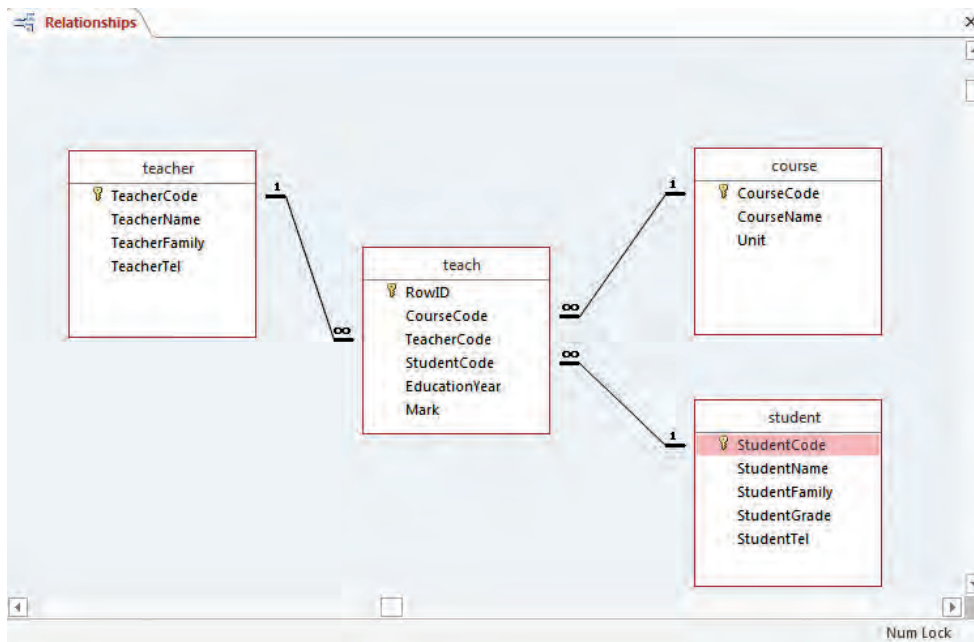 Relationships
teacher
TeacherCode
TeacherName
TeacherFamily
TeacherTel
1
∞
teach
RowID
CourseCode
TeacherCode
StudentCode
EducationYear
Mark
1
∞
∞
1
course
CourseCode
CourseName
Unit
student
StudentCode
StudentName
StudentFamily
StudentGrade
StudentTel
Num Lock